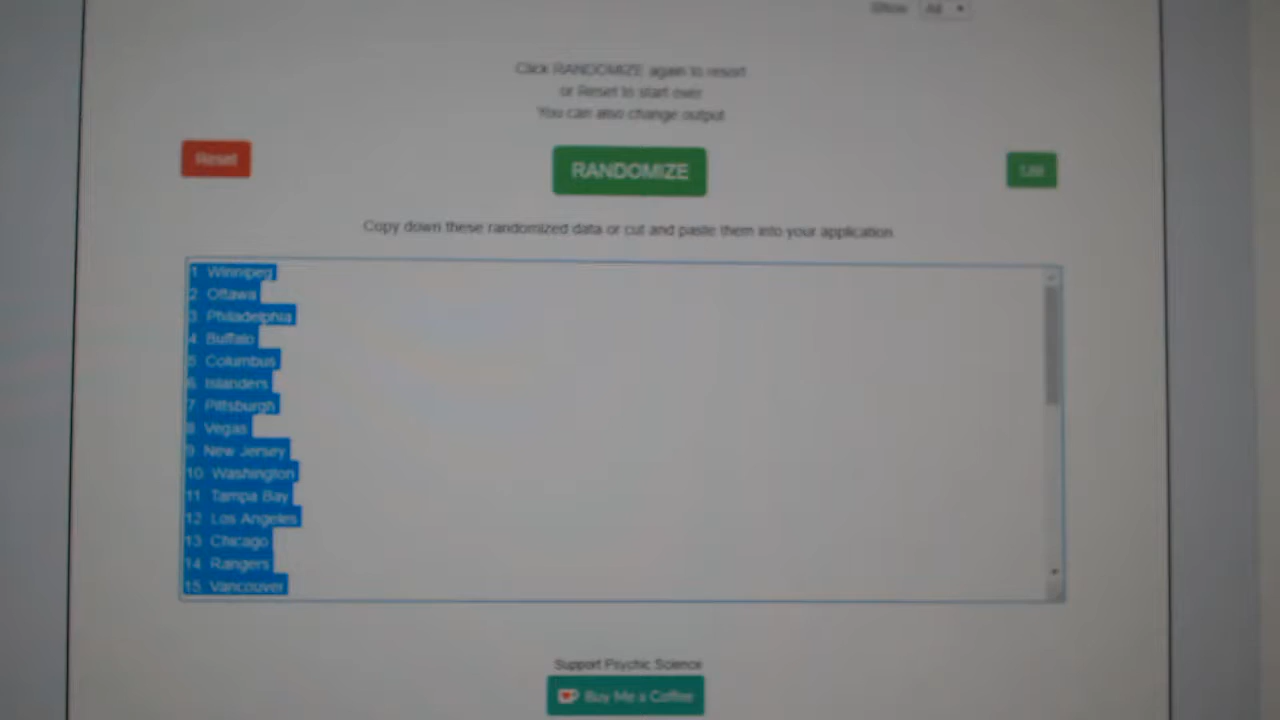 Show All
Click RANDOMIZE again to resort
or Reset to start over
You can also change output
Reset
RANDOMIZE
List
Copy down these randomized data or cut and paste them into your application
1. Winnipeg
2. Ottawa
3. Philadelphia
4. Buffalo
5. Columbus
6. Islanders
7. Pittsburgh
8. Vegas
9. New Jersey
10. Washington
11. Tampa Bay
12. Los Angeles
13. Chicago
14. Rangers
15. Vancouver
Support Psychic Science
Buy Me a Coffee